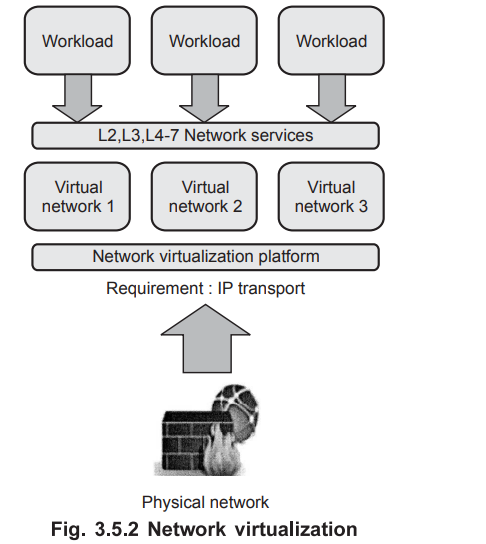 Workload Workload Workload
L2,L3,L4-7 Network services
Virtual Virtual Virtual
network 1 network 2 network 3
Network virtualization platform
Requirement : IP transport
Physical network
Fig. 3.5.2 Network virtualization